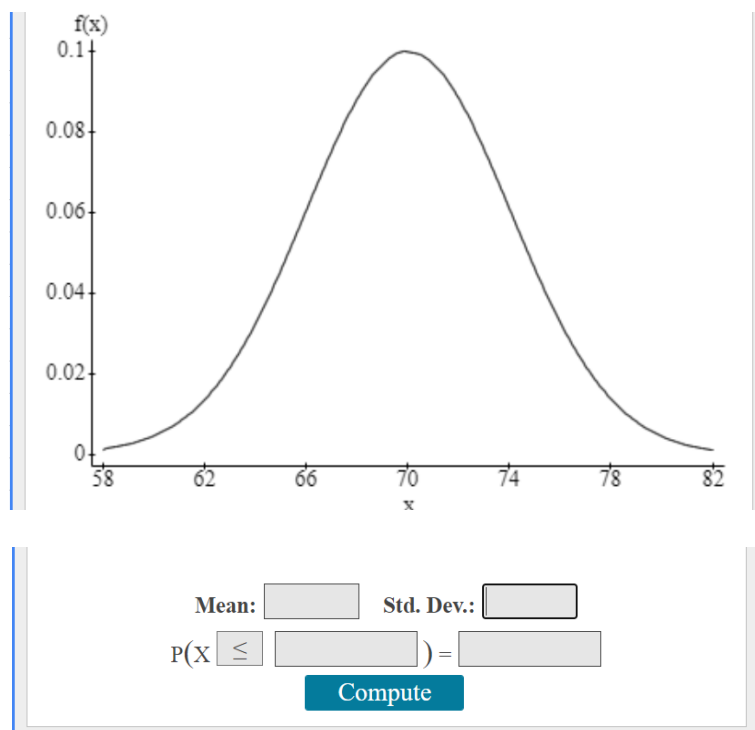 f(x)
0.1
0.08
0.06
0.04
0.02
0
58 62 66 70 74 78 82
x
Mean: Std. Dev.:
P(X ≤ ) =
Compute